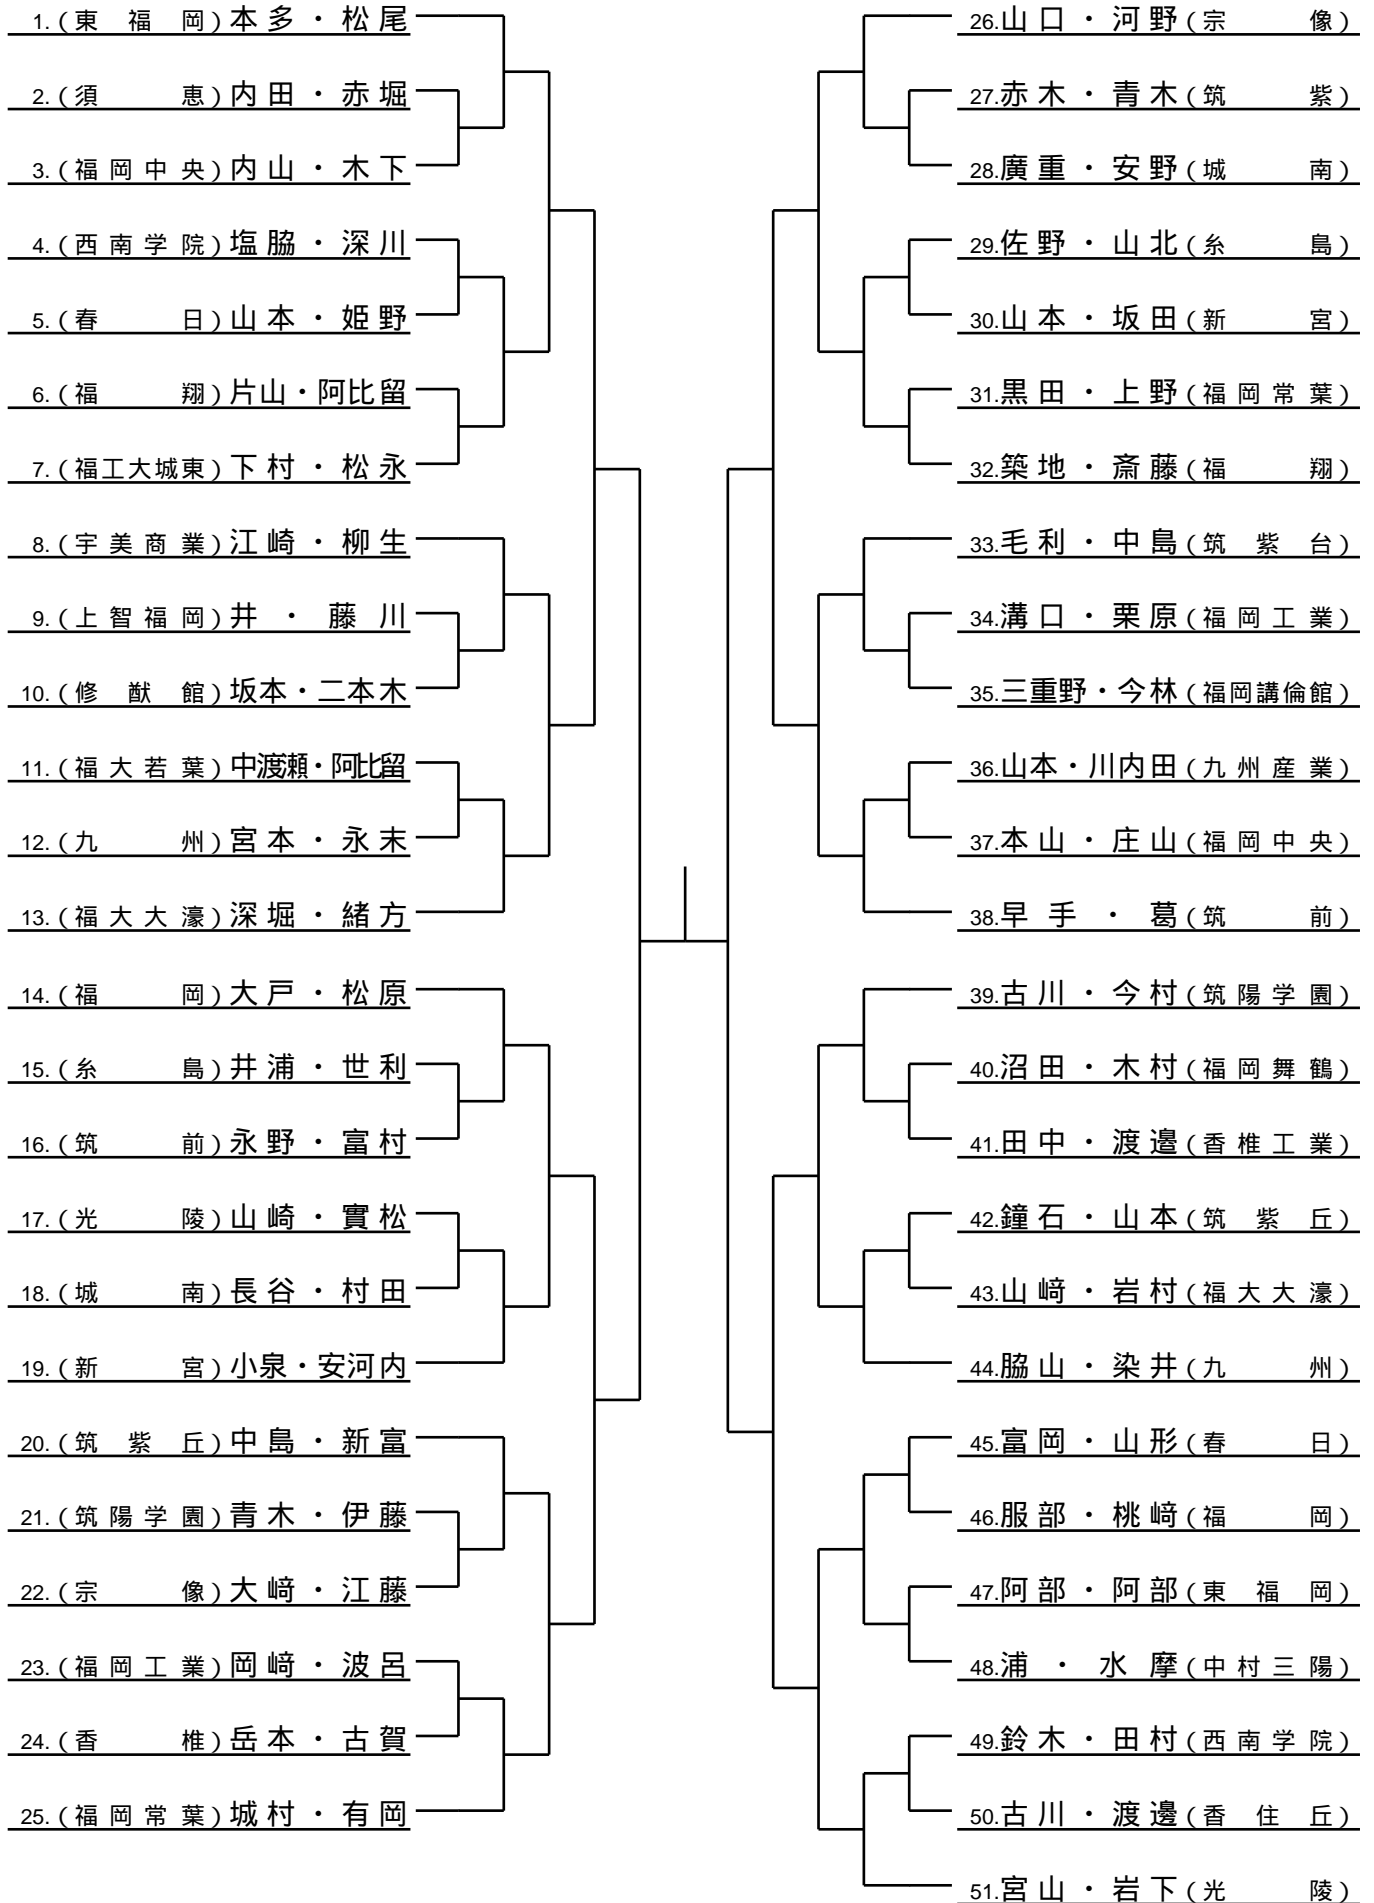 1.(東福岡)本多・松尾
2.(須恵)内田・赤堀
3.(福岡中央)内山・木下
4.(西南学院)塩脇・深川
5.(春日)山本・姫野
6.(福翔)片山・阿比留
7.(福工大城東)下村・松永
8.(宇美商業)江崎・柳生
9.(上智福岡)井・藤川
10.(修猷館)坂本・二本木
11.(福大若葉)中渡瀬・阿比留
12.(九州)宮本・永末
13.(福大大濠)深堀・緒方
14.(福岡)大戸・松原
15.(糸島)井浦・世利
16.(筑前)永野・富村
17.(光陵)山崎・實松
18.(城南)長谷・村田
19.(新宮)小泉・安河内
20.(筑紫丘)中島・新富
21.(筑陽学園)青木・伊藤
22.(宗像)大﨑・江藤
23.(福岡工業)岡﨑・波呂
24.(香椎)岳本・古賀
25.(福岡常葉)城村・有岡
26.山口・河野(宗像)
27.赤木・青木(筑紫)
28.廣重・安野(城南)
29.佐野・山北(糸島)
30.山本・坂田(新宮)
31.黒田・上野(福岡常葉)
32.築地・斎藤(福翔)
33.毛利・中島(筑紫台)
34.溝口・栗原(福岡工業)
35.三重野・今林(福岡講倫館)
36.山本・川内田(九州産業)
37.本山・庄山(福岡中央)
38.早手・葛(筑前)
39.古川・今村(筑陽学園)
40.沼田・木村(福岡舞鶴)
41.田中・渡邉(香椎工業)
42.鐘石・山本(筑紫丘)
43.山﨑・岩村(福大大濠)
44.脇山・染井(九州)
45.富岡・山形(春日)
46.服部・桃﨑(福岡)
47.阿部・阿部(東福岡)
48.浦・水摩(中村三陽)
49.鈴木・田村(西南学院)
50.古川・渡邊(香住丘)
51.宮山・岩下(光陵)